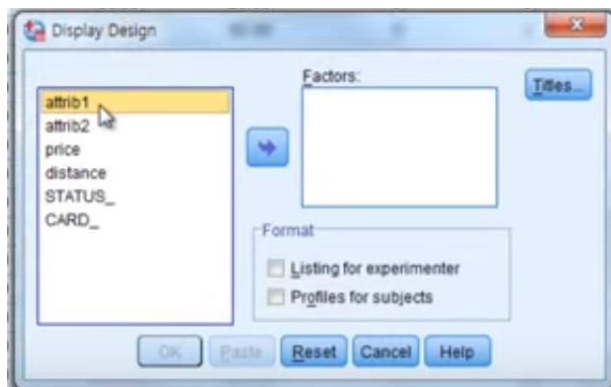 Display Design
Factors:
Titles...
attrib1
attrib2
price
distance
STATUS_
CARD_
Format
Listing for experimenter
Profiles for subjects
OK
Paste
Reset
Cancel
Help